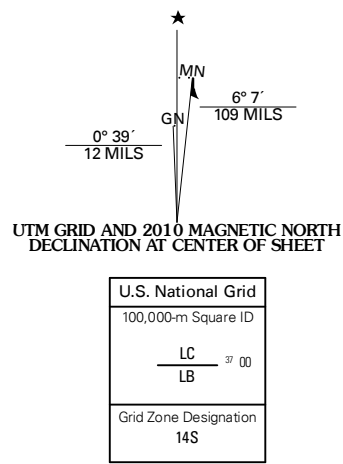 ★
MN
GN
6° 7´
109 MILS
0° 39´
12 MILS
UTM GRID AND 2010 MAGNETIC NORTH
DECLINATION AT CENTER OF SHEET
U.S. National Grid
100,000-m Square ID
LC
37 00
LB
Grid Zone Designation
14S